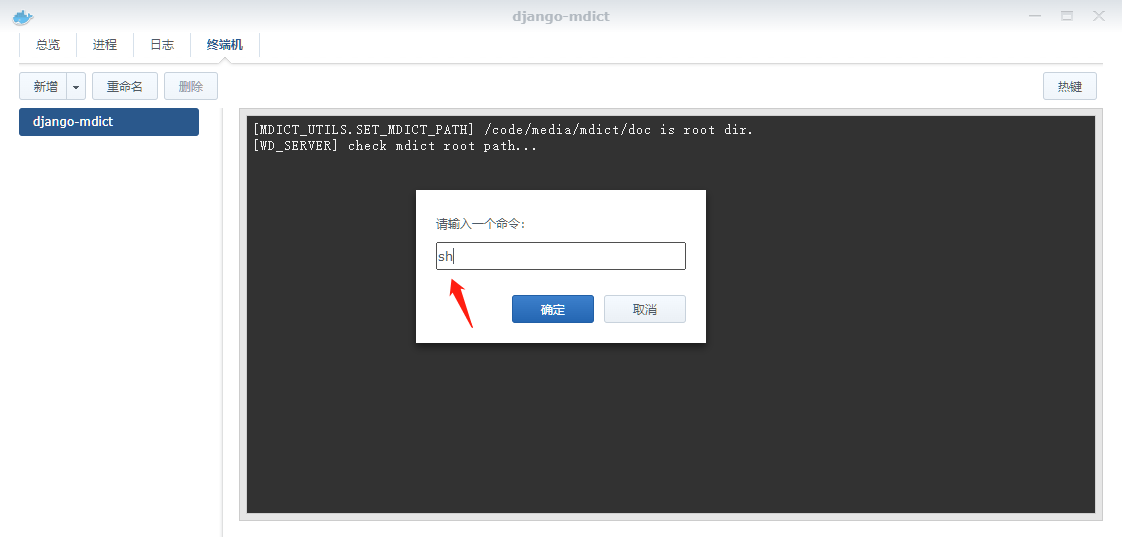 django-mdict
总览 进程 日志 终端机
新增 重命名 删除 热键
django-mdict
[MDICT_UTILS.SET_MDICT_PATH] /code/media/mdict/doc is root dir.
[WD_SERVER] check mdict root path...
请输入一个命令:
sh
确定 取消